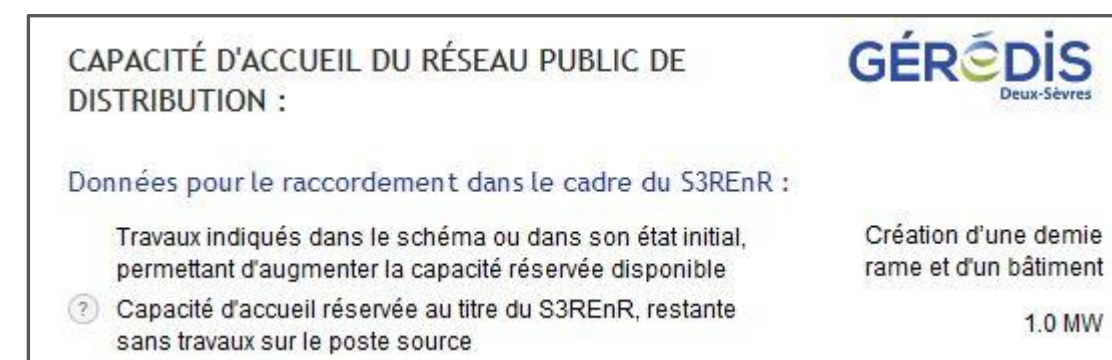 CAPACITÉ D'ACCUEIL DU RÉSEAU PUBLIC DE
DISTRIBUTION :
GÉRÉDIS
Deux-Sèvres
Données pour le raccordement dans le cadre du S3REnR :
Travaux indiqués dans le schéma ou dans son état initial,
permettant d'augmenter la capacité réservée disponible
Création d'une demie
rame et d'un bâtiment
? Capacité d'accueil réservée au titre du S3REnR, restante
sans travaux sur le poste source
1.0 MW